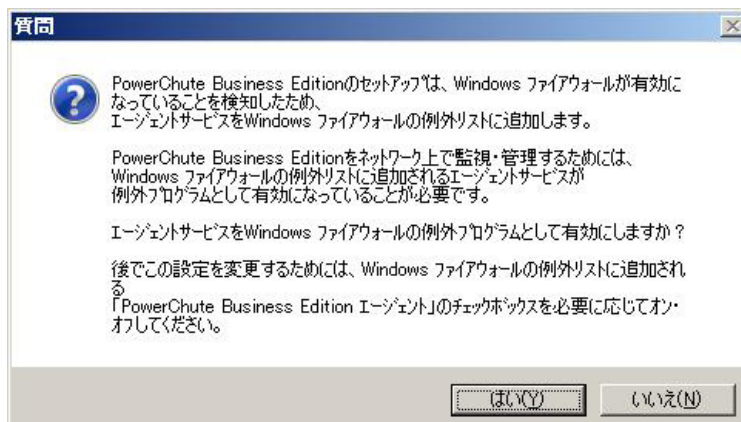 質問
PowerChute Business Editionのセットアップは、Windows ファイアウォールが有効に
なっていることを検知したため、
エージェントサービスをWindows ファイアウォールの例外リストに追加します。
PowerChute Business Editionをネットワーク上で監視・管理するためには、
Windows ファイアウォールの例外リストに追加されるエージェントサービスが
例外プログラムとして有効になっていることが必要です。
エージェントサービスをWindows ファイアウォールの例外プログラムとして有効にしますか？
後でこの設定を変更するためには、Windows ファイアウォールの例外リストに追加され
る
「PowerChute Business Edition エージェント」のチェックボックスを必要に応じてオン・
オフしてください。
はい(Y)
いいえ(N)